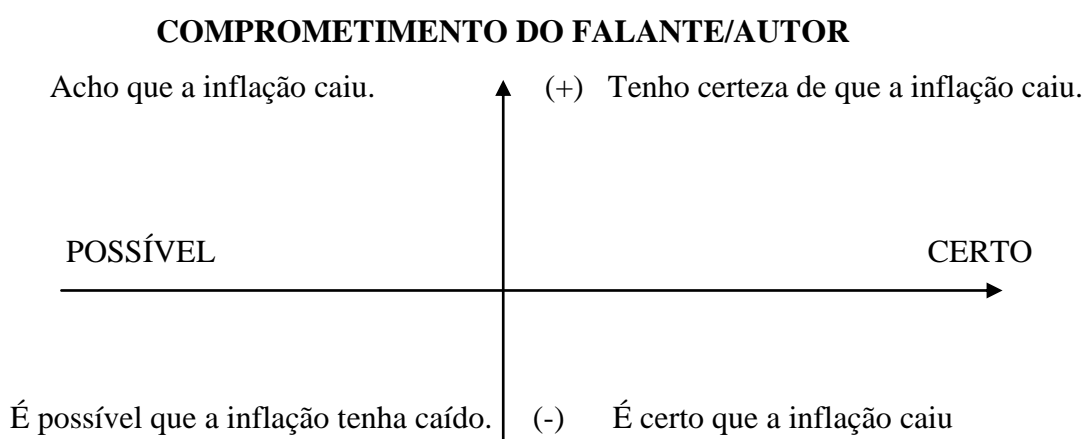 COMPROMETIMENTO DO FALANTE/AUTOR
Acho que a inflação caiu. (+) Tenho certeza de que a inflação caiu.
POSSÍVEL CERTO
É possível que a inflação tenha caído. (-) É certo que a inflação caiu